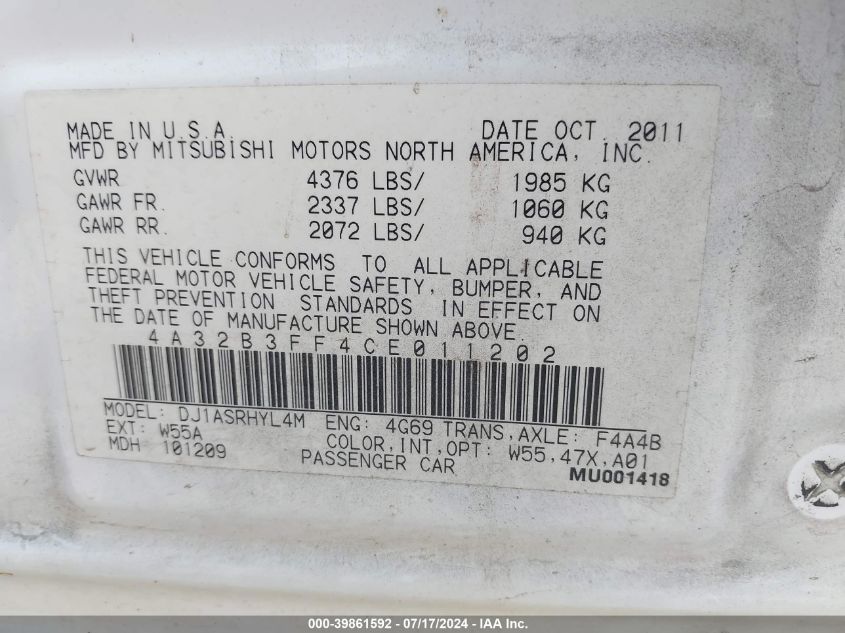 MADE IN U.S.A. DATE OCT. 2011
MFD BY MITSUBISHI MOTORS NORTH AMERICA, INC.
GVWR 4376 LBS/ 1985 KG
GAWR FR. 2337 LBS/ 1060 KG
GAWR RR. 2072 LBS/ 940 KG
THIS VEHICLE CONFORMS TO ALL APPLICABLE
FEDERAL MOTOR VEHICLE SAFETY, BUMPER, AND
THEFT PREVENTION STANDARDS IN EFFECT ON
THE DATE OF MANUFACTURE SHOWN ABOVE.
4A32B3FF4CE011202
MODEL: DJ1ASRHYL4M ENG: 4G69 TRANS,AXLE: F4A4B
EXT: W55A COLOR,INT,OPT: W55,47X,A01
MDH 101209 PASSENGER CAR
MU001418
000-39861592 - 07/17/2024 - IAA Inc.